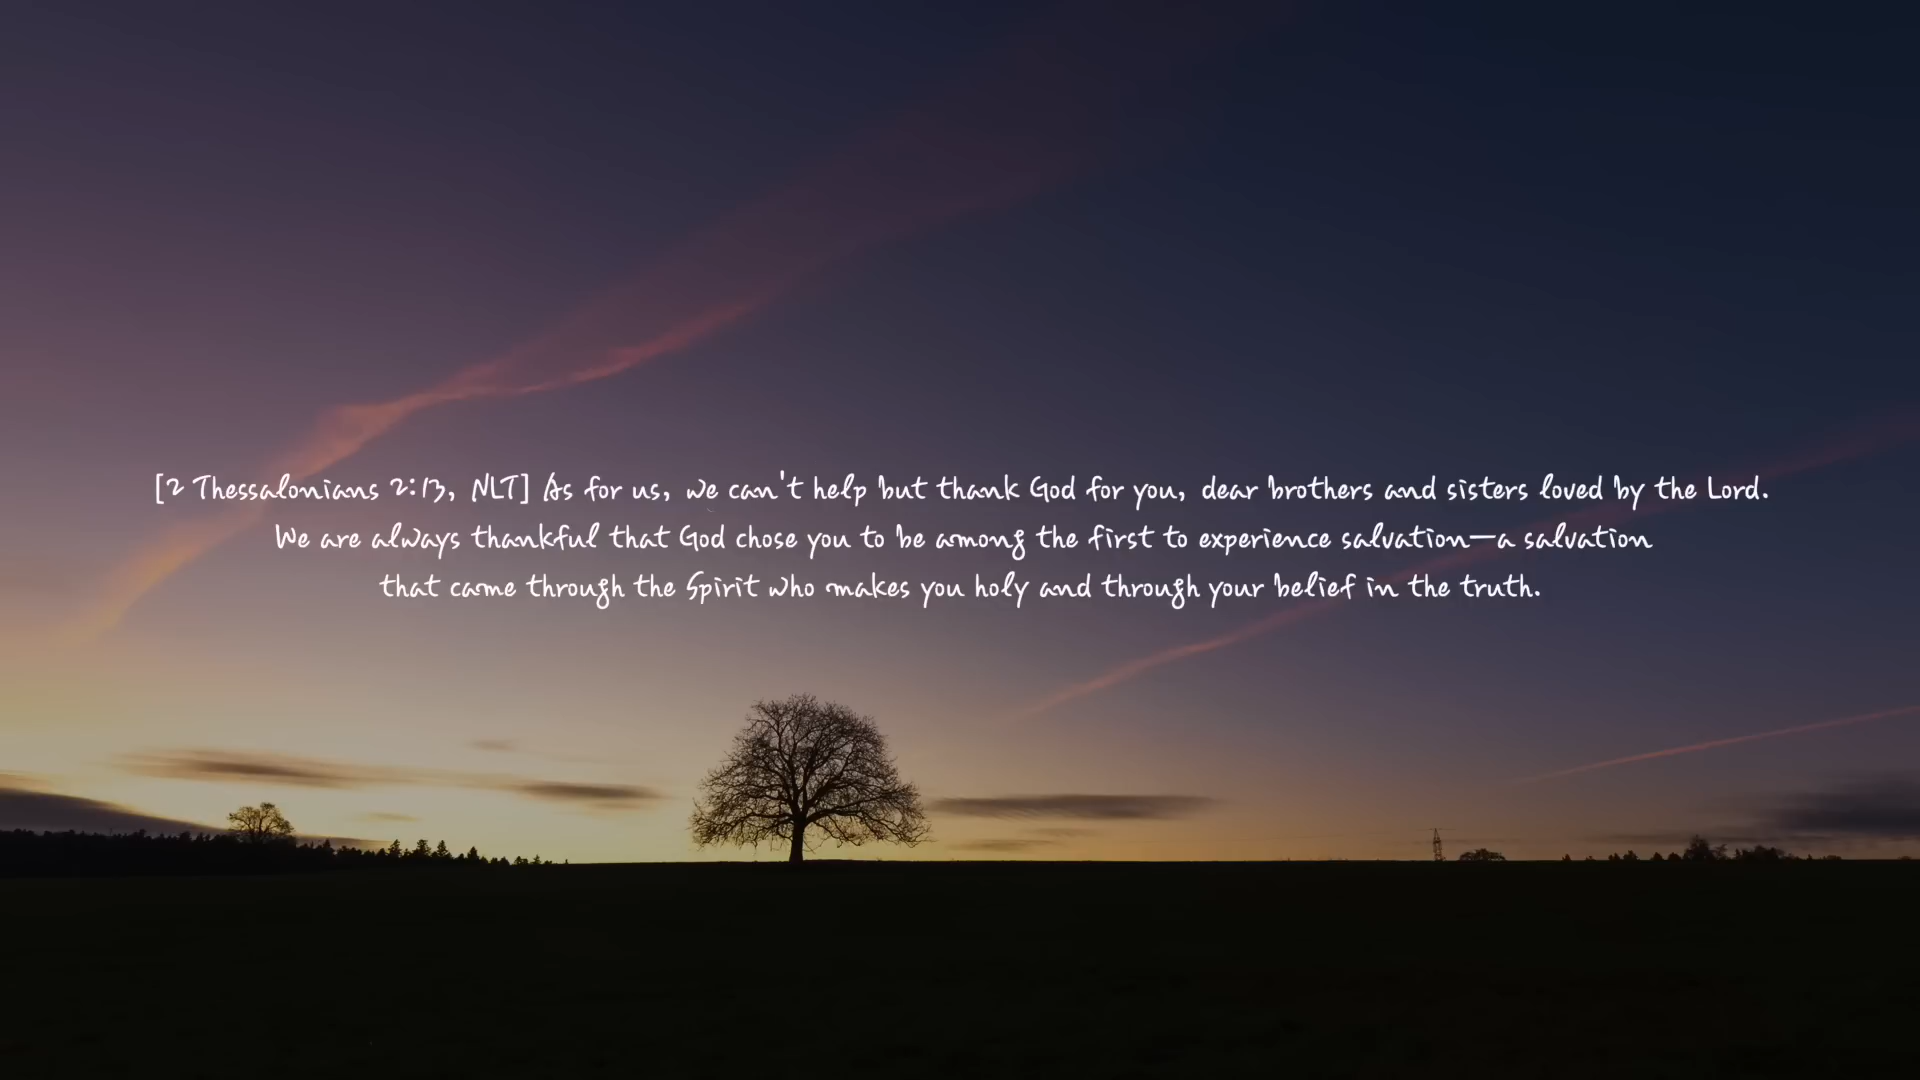 [2 Thessalonians 2:13, NLT] As for us, we can't help but thank God for you, dear brothers and sisters loved by the Lord.
We are always thankful that God chose you to be among the first to experience salvation—a salvation
that came through the Spirit who makes you holy and through your belief in the truth.